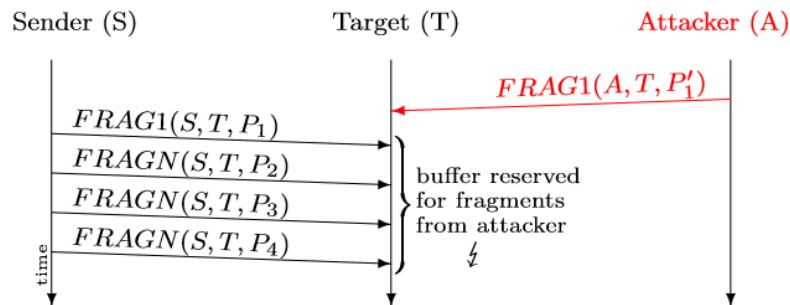 Sender (S) Target (T) Attacker (A)
FRAG1(A, T, P′₁)
FRAG1(S, T, P₁)
FRAGN(S, T, P₂)
FRAGN(S, T, P₃)
FRAGN(S, T, P₄)
buffer reserved
for fragments
from attacker
time